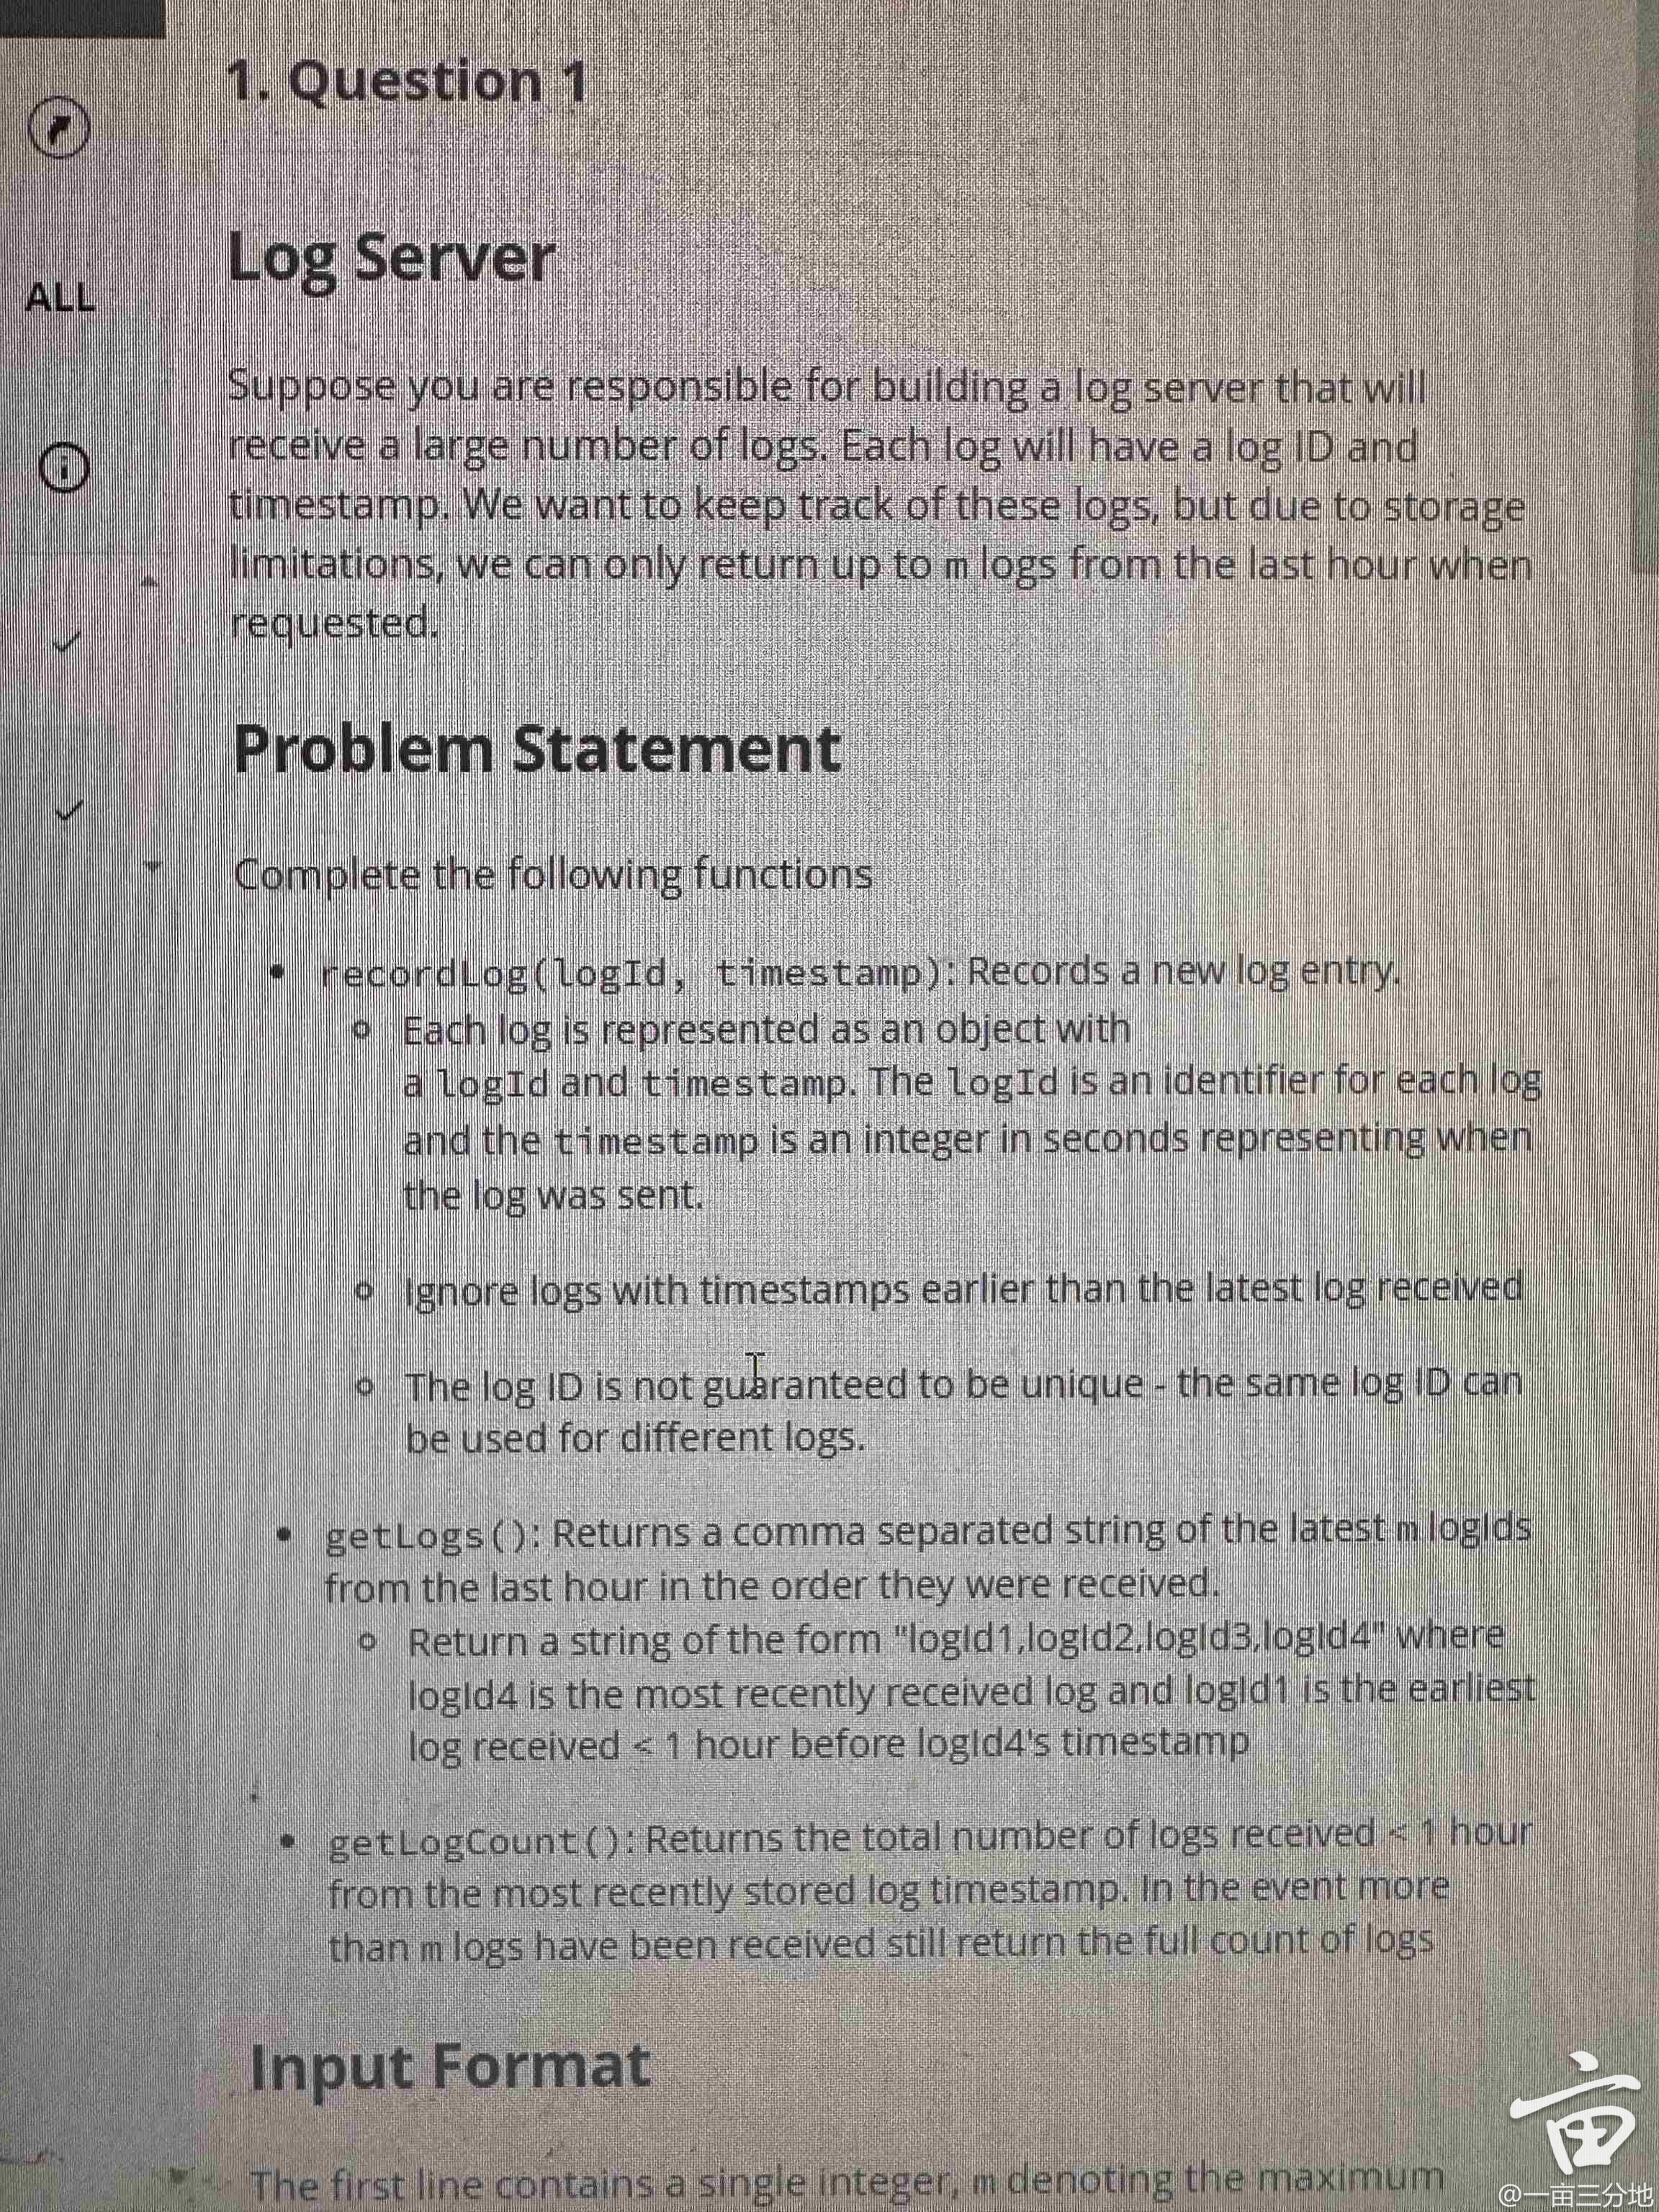 1. Question 1
ALL
Log Server
Suppose you are responsible for building a log server that will
receive a large number of logs. Each log will have a log ID and
timestamp. We want to keep track of these logs, but due to storage
limitations, we can only return up to m logs from the last hour when
requested.
Problem Statement
Complete the following functions
• recordLog(logId, timestamp): Records a new log entry.
◦ Each log is represented as an object with
a logId and timestamp. The logId is an identifier for each log
and the timestamp is an integer in seconds representing when
the log was sent.
◦ Ignore logs with timestamps earlier than the latest log received
◦ The log ID is not guaranteed to be unique - the same log ID can
be used for different logs.
• getLogs(): Returns a comma separated string of the latest m logIds
from the last hour in the order they were received.
◦ Return a string of the form "logId1,logId2,logId3,logId4" where
logId4 is the most recently received log and logId1 is the earliest
log received < 1 hour before logId4's timestamp
• getLogCount(): Returns the total number of logs received < 1 hour
from the most recently stored log timestamp. In the event more
than m logs have been received still return the full count of logs
Input Format
The first line contains a single integer, m denoting the maximum
亩
@一亩三分地